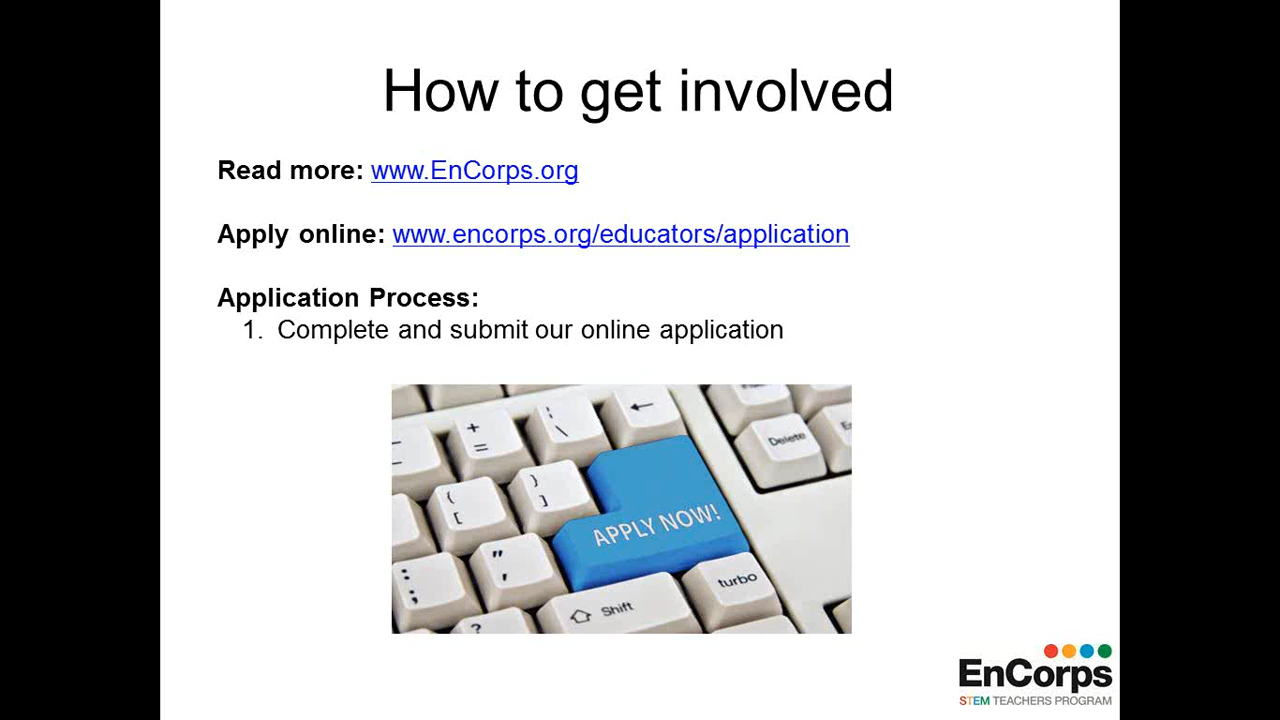 How to get involved
Read more: www.EnCorps.org
Apply online: www.encorps.org/educators/application
Application Process:
1. Complete and submit our online application
+
=
|
\
←
Delete
{
[
}
]
APPLY NOW!
"
,
:
;
turbo
Shift
?
EnCorps
STEM TEACHERS PROGRAM